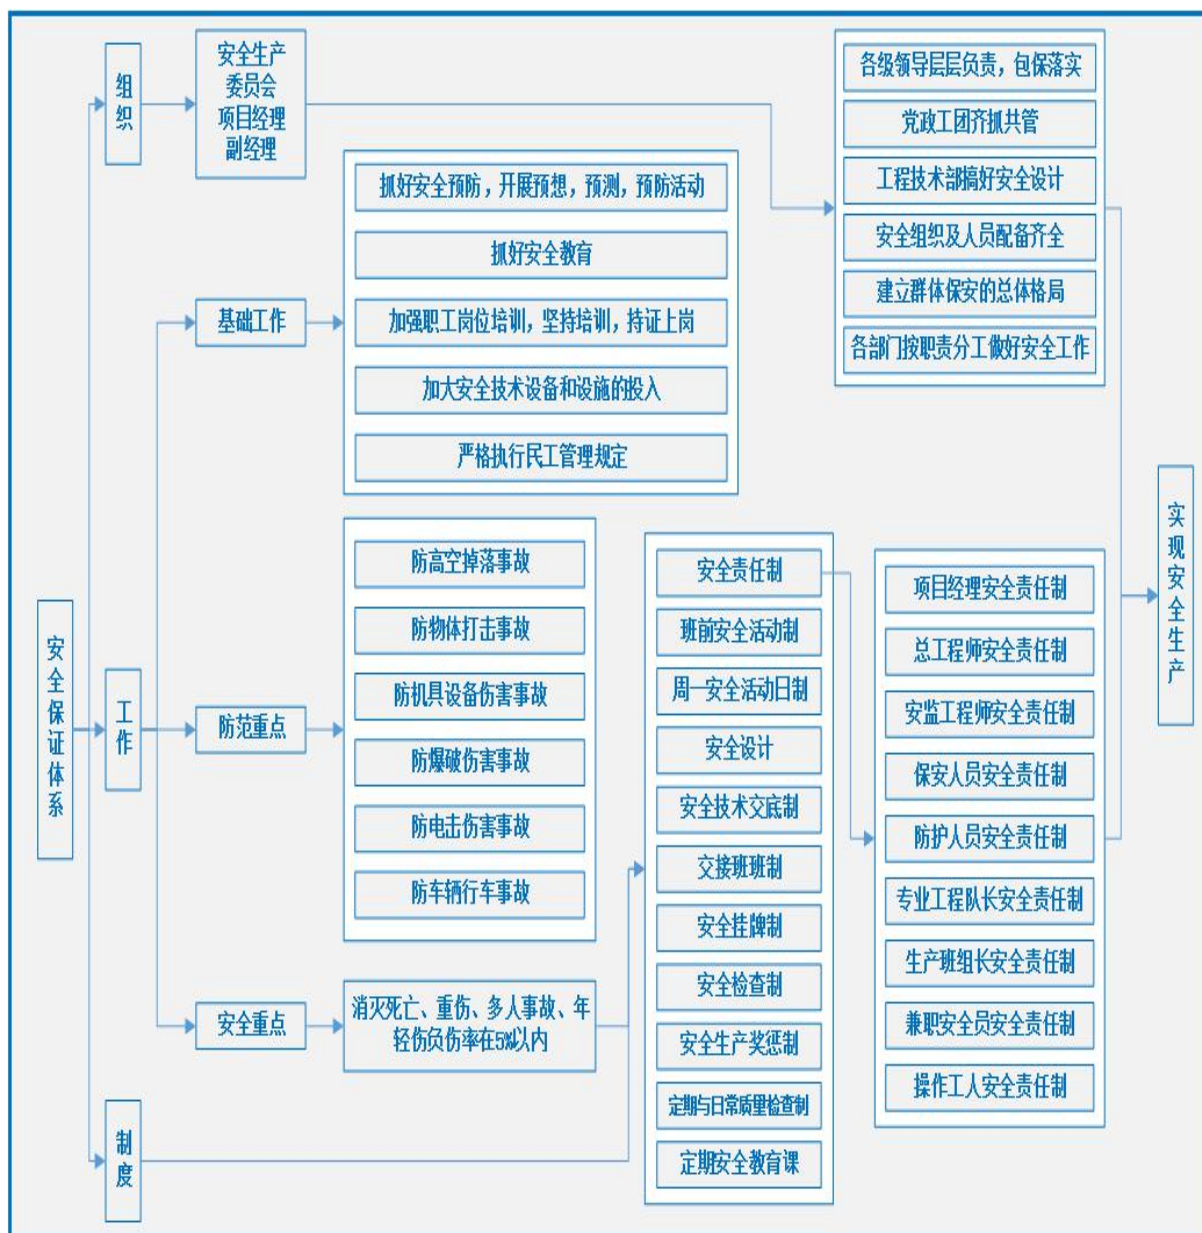 安全保证体系
组织
安全生产
委员会
项目经理
副经理
各级领导层层负责，包保落实
党政工团齐抓共管
工程技术部搞好安全设计
安全组织及人员配备齐全
建立群体保安的总体格局
各部门按职责分工做好安全工作
工作
基础工作
抓好安全预防，开展预想，预测，预防活动
抓好安全教育
加强职工岗位培训，坚持培训，持证上岗
加大安全技术设备和设施的投入
严格执行民工管理规定
防范重点
防高空掉落事故
防物体打击事故
防机具设备伤害事故
防爆破伤害事故
防电击伤害事故
防车辆行车事故
安全重点
消灭死亡、重伤、多人事故、年
轻伤负伤率在5%以内
制度
安全责任制
班前安全活动制
周一安全活动日制
安全设计
安全技术交底制
交接班班制
安全挂牌制
安全检查制
安全生产奖惩制
定期与日常质量检查制
定期安全教育课
项目经理安全责任制
总工程师安全责任制
安监工程师安全责任制
保安人员安全责任制
防护人员安全责任制
专业工程队长安全责任制
生产班组长安全责任制
兼职安全员安全责任制
操作工人安全责任制
实现安全生产